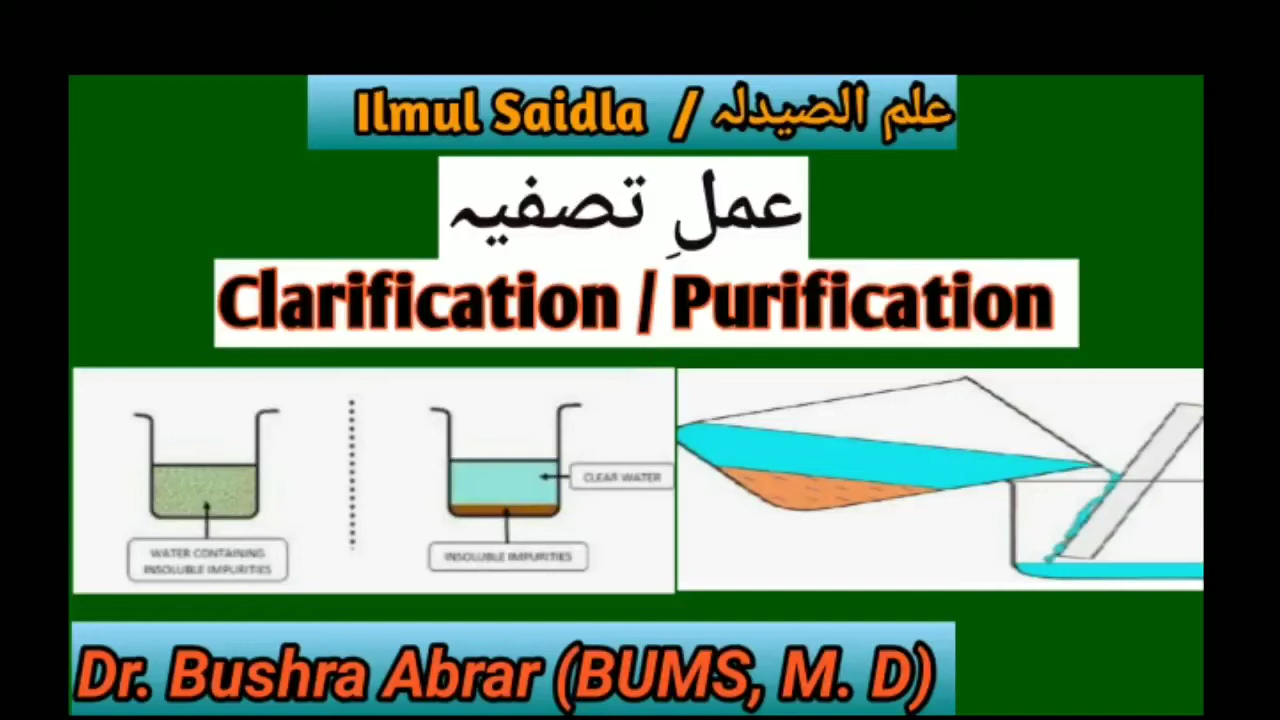 Ilmul Saidla / علم الضیدلہ
عملِ تصفیہ
Clarification / Purification
CLEAR WATER
WATER CONTAINING
INSOLUBLE IMPURITIES
INSOLUBLE IMPURITIES
Dr. Bushra Abrar (BUMS, M. D)